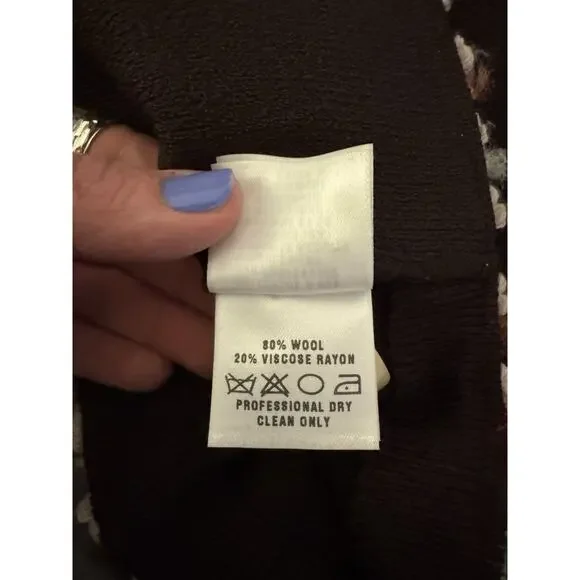 80% WOOL
20% VISCOSE RAYON
PROFESSIONAL DRY
CLEAN ONLY